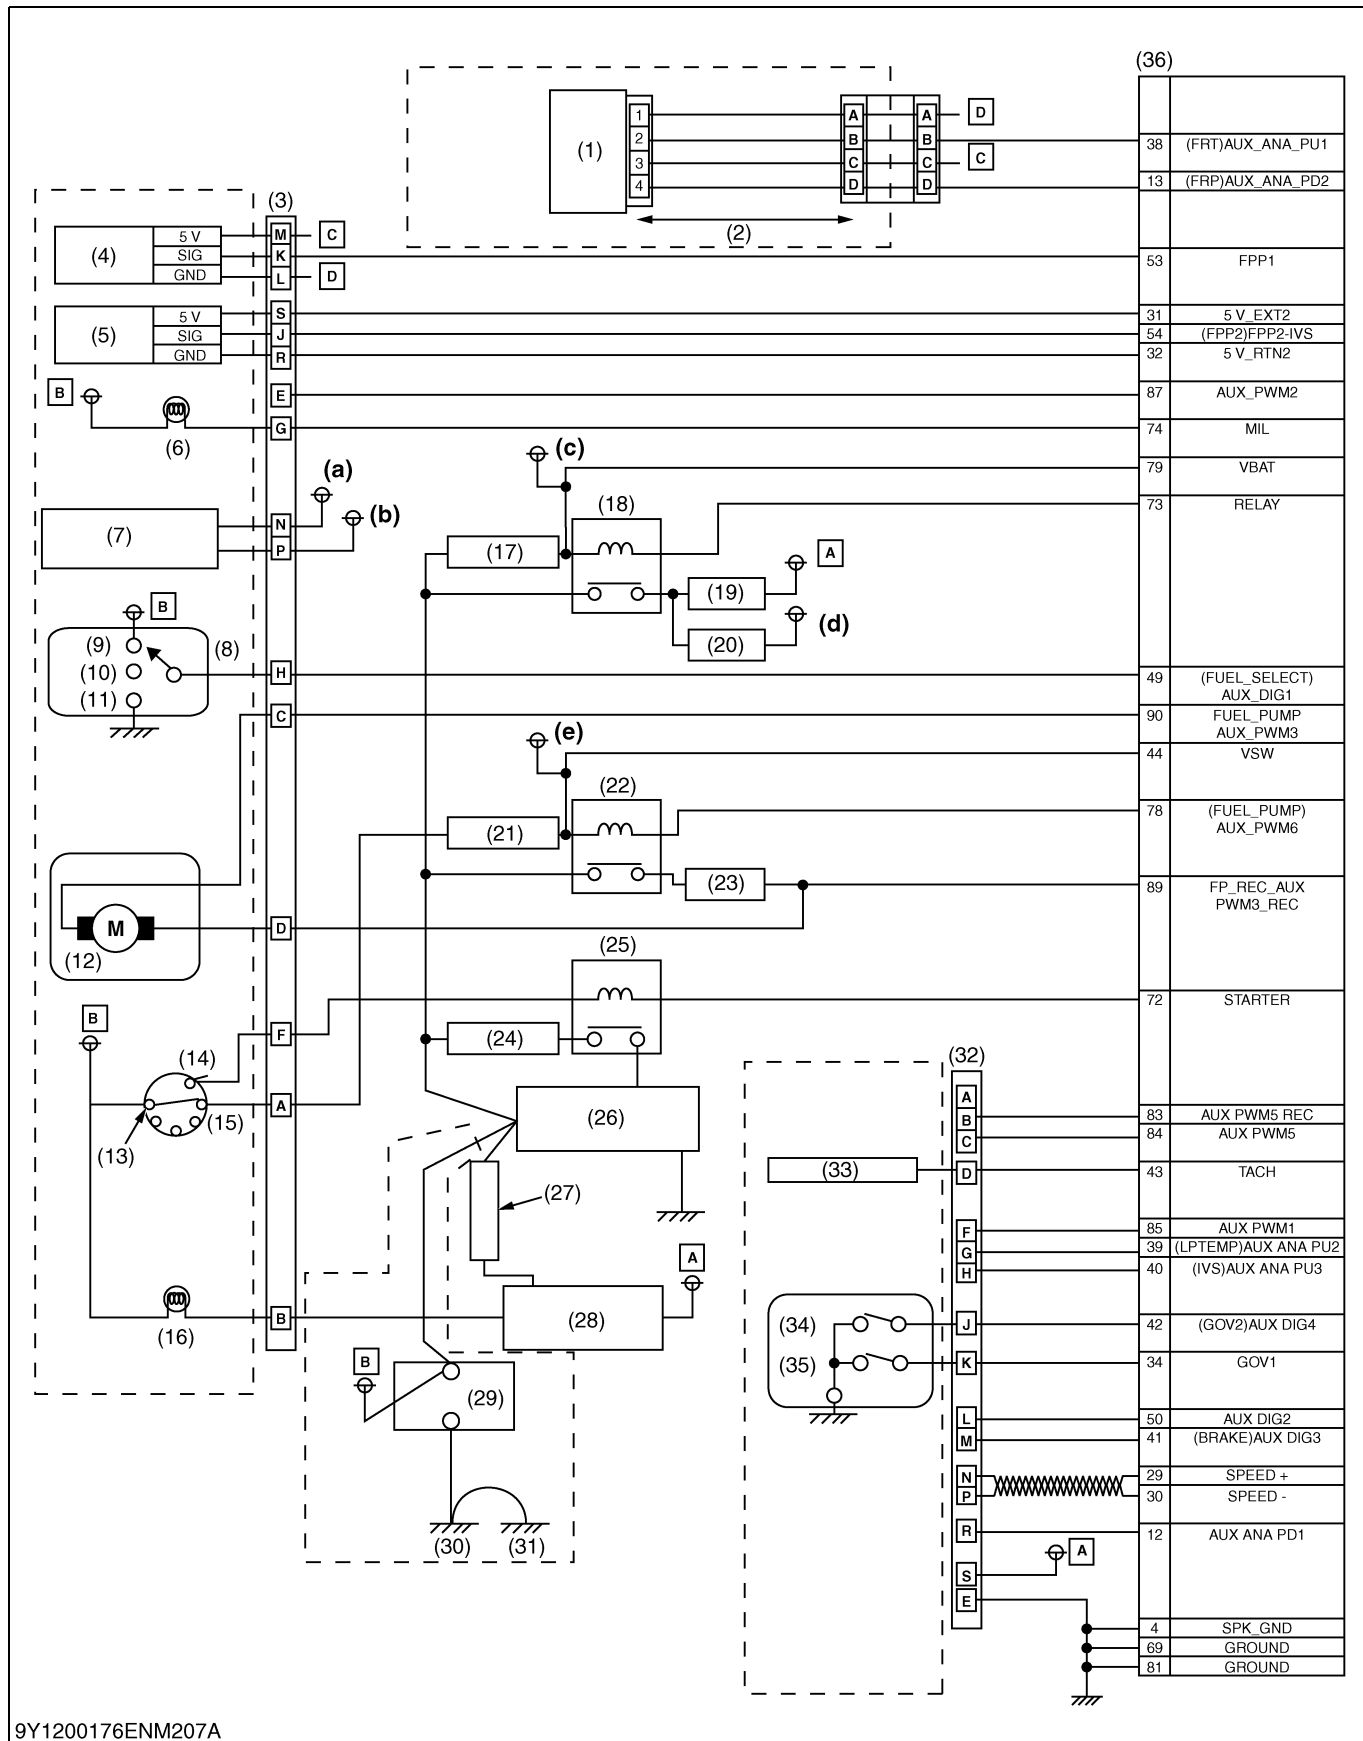 (36)
(1)
1
2
3
4
A
B
C
D
A
B
C
D
D
C
(2)
38 (FRT)AUX_ANA_PU1
13 (FRP)AUX_ANA_PD2
(3)
(4)
5 V
SIG
GND
M
K
L
C
D
53 FPP1
(5)
5 V
SIG
GND
S
J
R
31 5 V_EXT2
54 (FPP2)FPP2-IVS
32 5 V_RTN2
B
E
87 AUX_PWM2
(6)
G
74 MIL
(a)
(b)
(c)
79 VBAT
(7)
N
P
(18)
73 RELAY
(17)
A
(19)
(20)
(d)
B
(9)
(10)
(11)
(8)
H
49 (FUEL_SELECT)
AUX_DIG1
C
90 FUEL_PUMP
AUX_PWM3
(e)
44 VSW
(22)
(21)
78 (FUEL_PUMP)
AUX_PWM6
(23)
89 FP_REC_AUX
PWM3_REC
M
(12)
D
(25)
72 STARTER
B
F
(24)
(14)
(15)
(13)
A
(26)
(27)
(32)
A
B
C
D
83 AUX PWM5 REC
84 AUX PWM5
(33)
43 TACH
F
G
H
85 AUX PWM1
39 (LPTEMP)AUX ANA PU2
40 (IVS)AUX ANA PU3
A
(16)
B
(28)
(34)
(35)
J
K
42 (GOV2)AUX DIG4
34 GOV1
B
(29)
L
M
50 AUX DIG2
41 (BRAKE)AUX DIG3
N
P
29 SPEED +
30 SPEED -
(30)
(31)
R
12 AUX ANA PD1
A
S
E
4 SPK_GND
69 GROUND
81 GROUND
9Y1200176ENM207A